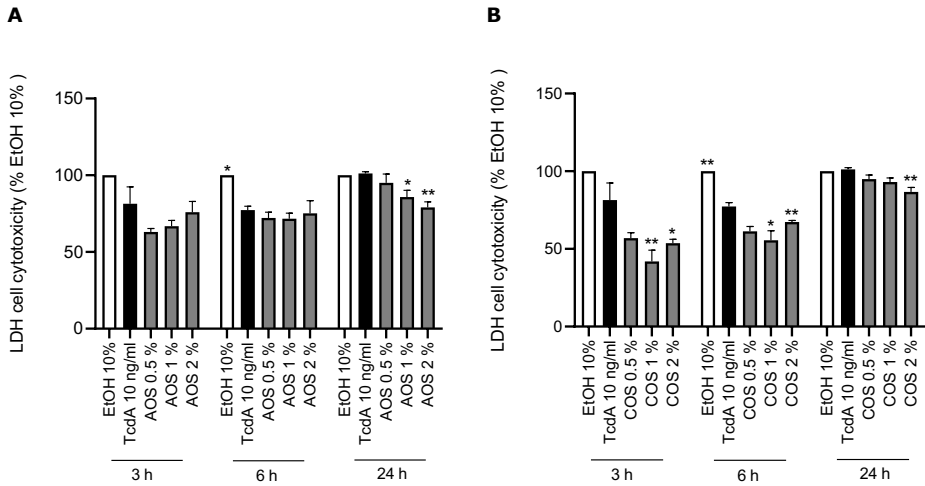 A
LDH cell cytotoxicity (% EtOH 10% )
150
100
50
0
*
*
**
EtOH 10%
TcdA 10 ng/ml
AOS 0.5 %
AOS 1 %
AOS 2 %
EtOH 10%
TcdA 10 ng/ml
AOS 0.5 %
AOS 1 %
AOS 2 %
EtOH 10%
TcdA 10 ng/ml
AOS 0.5 %
AOS 1 %
AOS 2 %
3 h
6 h
24 h
B
LDH cell cytotoxicity (% EtOH 10% )
150
100
50
0
**
*
**
*
**
**
EtOH 10%
TcdA 10 ng/ml
COS 0.5 %
COS 1 %
COS 2 %
EtOH 10%
TcdA 10 ng/ml
COS 0.5 %
COS 1 %
COS 2 %
EtOH 10%
TcdA 10 ng/ml
COS 0.5 %
COS 1 %
COS 2 %
3 h
6 h
24 h